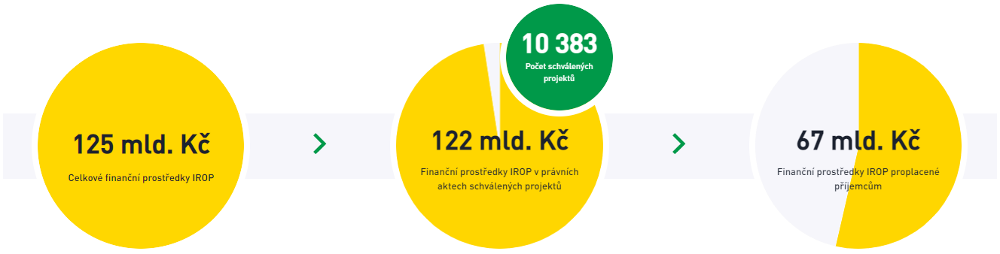 125 mld. Kč
Celkové finanční prostředky IROP
10 383
Počet schválených
projektů
122 mld. Kč
Finanční prostředky IROP v právních
aktech schválených projektů
67 mld. Kč
Finanční prostředky IROP proplacené
příjemcům